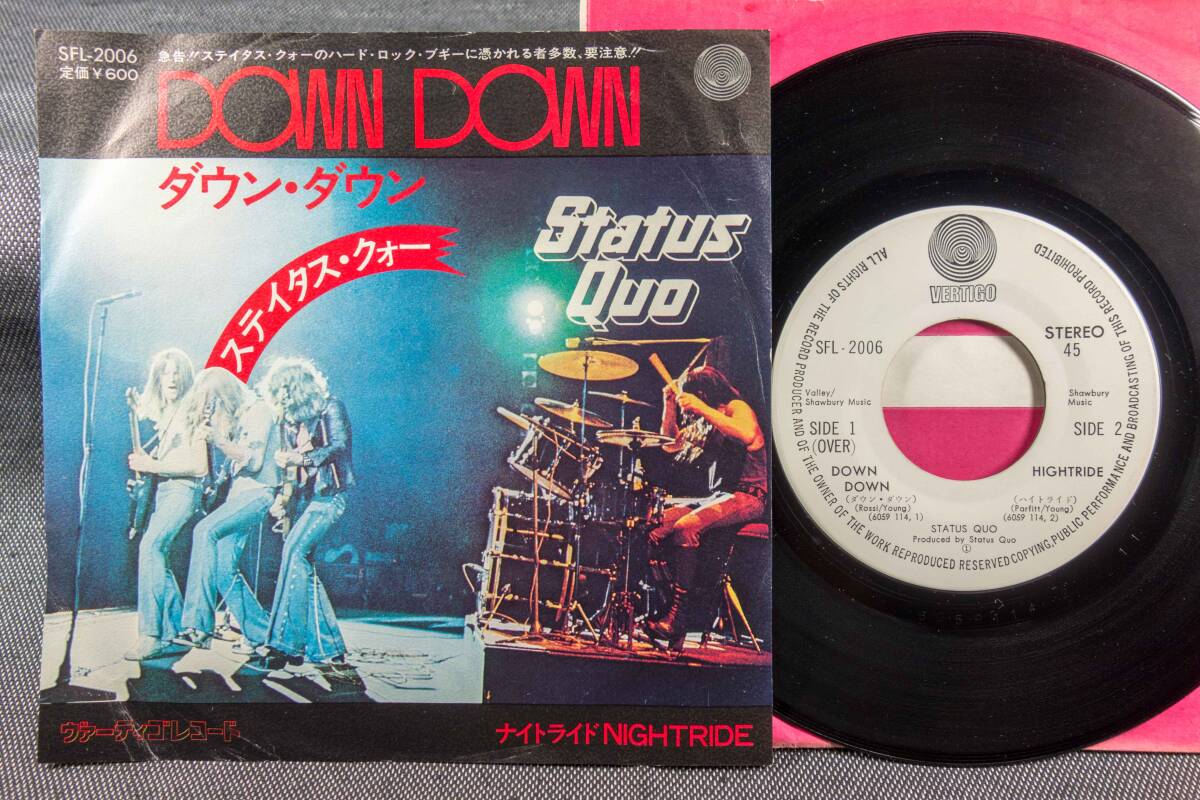 SFL-2006
定価¥600
急告!!ステイタス・クォーのハード・ロック・ブギーに憑かれる者多数、要注意!!
DOWN DOWN
ダウン・ダウン
ステイタス・クォー
Status
Quo
ヴァーティゴレコード
ナイトライド NIGHTRIDE
VERTIGO
ALL RIGHTS OF THE RECORD PRODUCER AND OF THE OWNER OF THE WORK REPRODUCED RESERVED COPYING, PUBLIC PERFORMANCE AND BROADCASTING OF THIS RECORD PROHIBITED
SFL-2006
STEREO
45
Valley/
Shawbury Music
Shawbury
Music
SIDE 1
(OVER)
SIDE 2
DOWN
DOWN
(ダウン・ダウン)
(Rossi/Young)
(6059 114, 1)
HIGHTRIDE
(ハイトライド)
(Parfitt/Young)
(6059 114, 2)
STATUS QUO
Produced by Status Quo
①